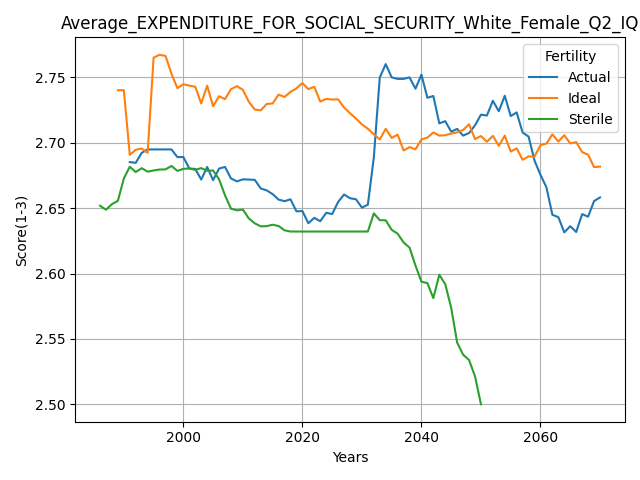 Average_EXPENDITURE_FOR_SOCIAL_SECURITY_White_Female_Q2_IQ
Fertility
Actual
Ideal
Sterile
Score(1-3)
2.75
2.70
2.65
2.60
2.55
2.50
2000 2020 2040 2060
Years